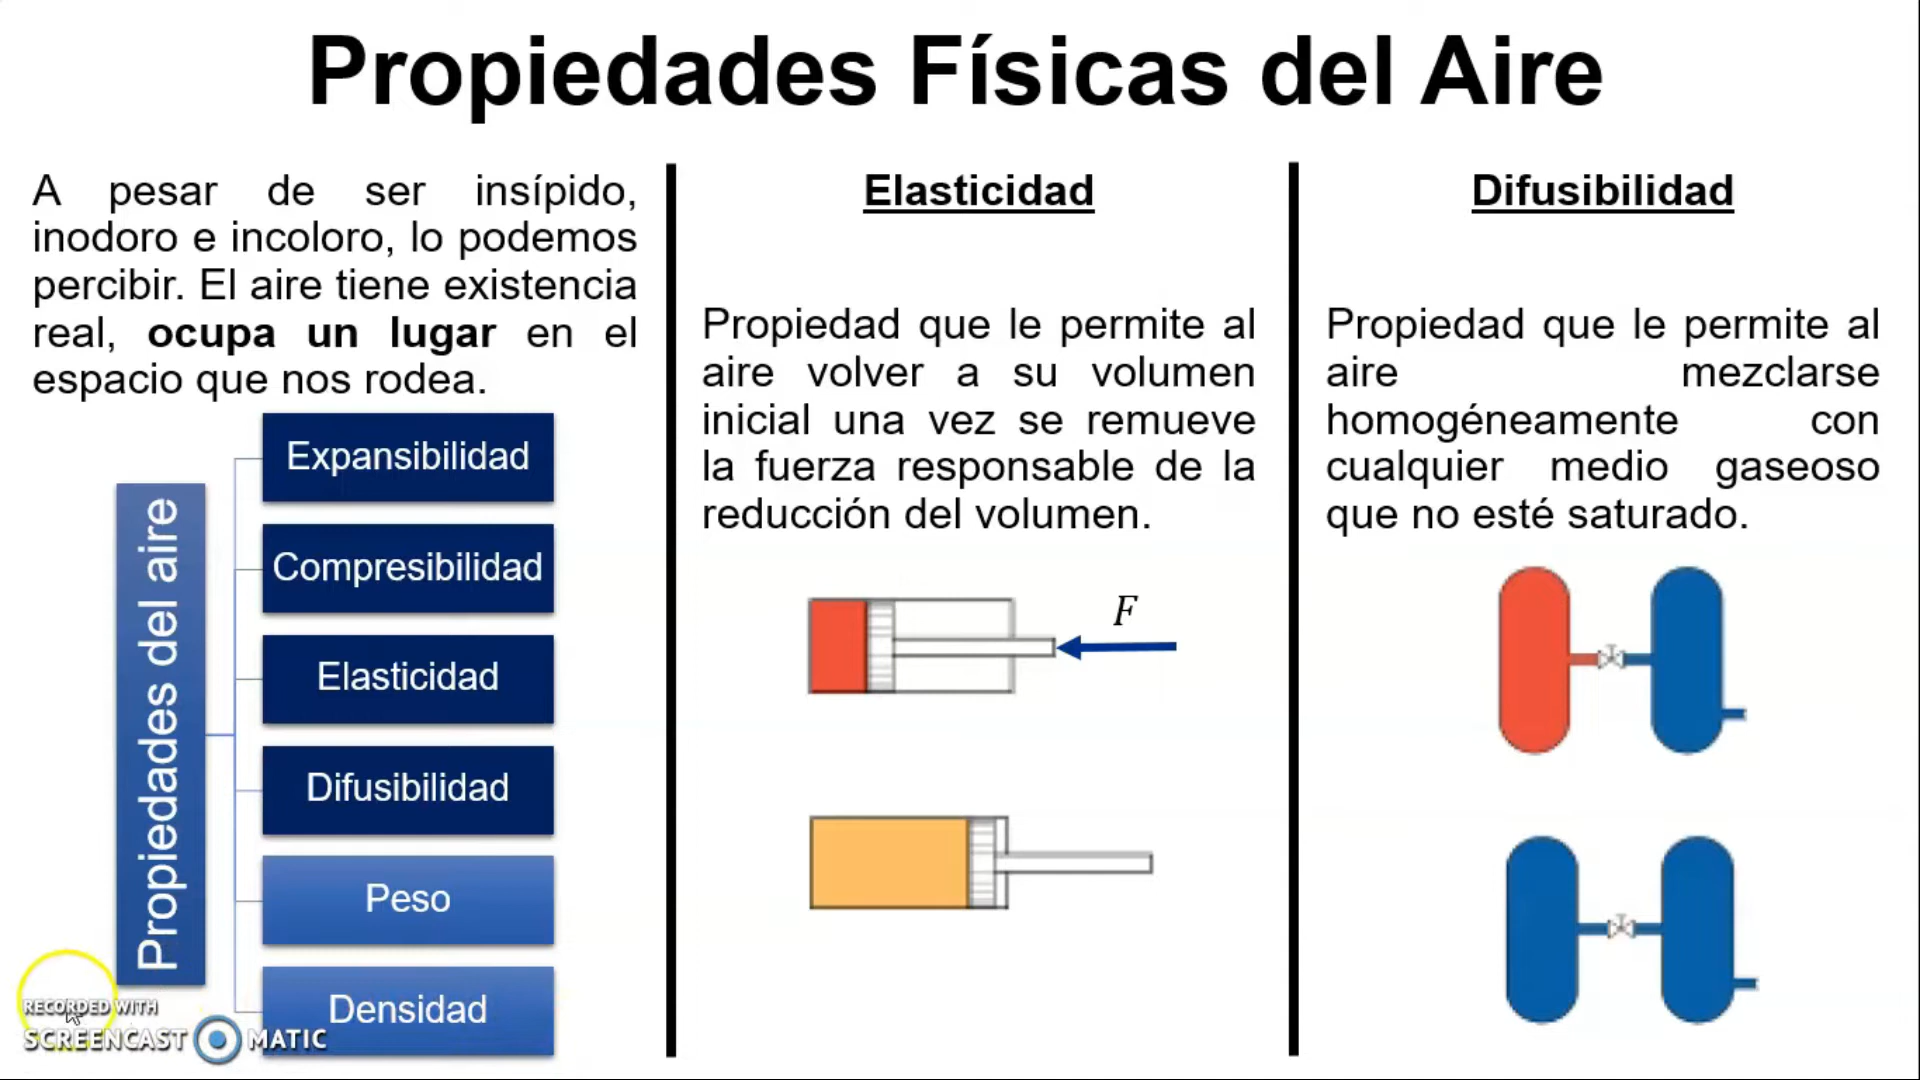 Propiedades Físicas del Aire
A pesar de ser insípido,
inodoro e incoloro, lo podemos
percibir. El aire tiene existencia
real, ocupa un lugar en el
espacio que nos rodea.
Propiedades del aire
Expansibilidad
Compresibilidad
Elasticidad
Difusibilidad
Peso
Densidad
Elasticidad
Propiedad que le permite al
aire volver a su volumen
inicial una vez se remueve
la fuerza responsable de la
reducción del volumen.
F
Difusibilidad
Propiedad que le permite al
aire mezclarse
homogéneamente con
cualquier medio gaseoso
que no esté saturado.
RECORDED WITH
SCREENCAST MATIC